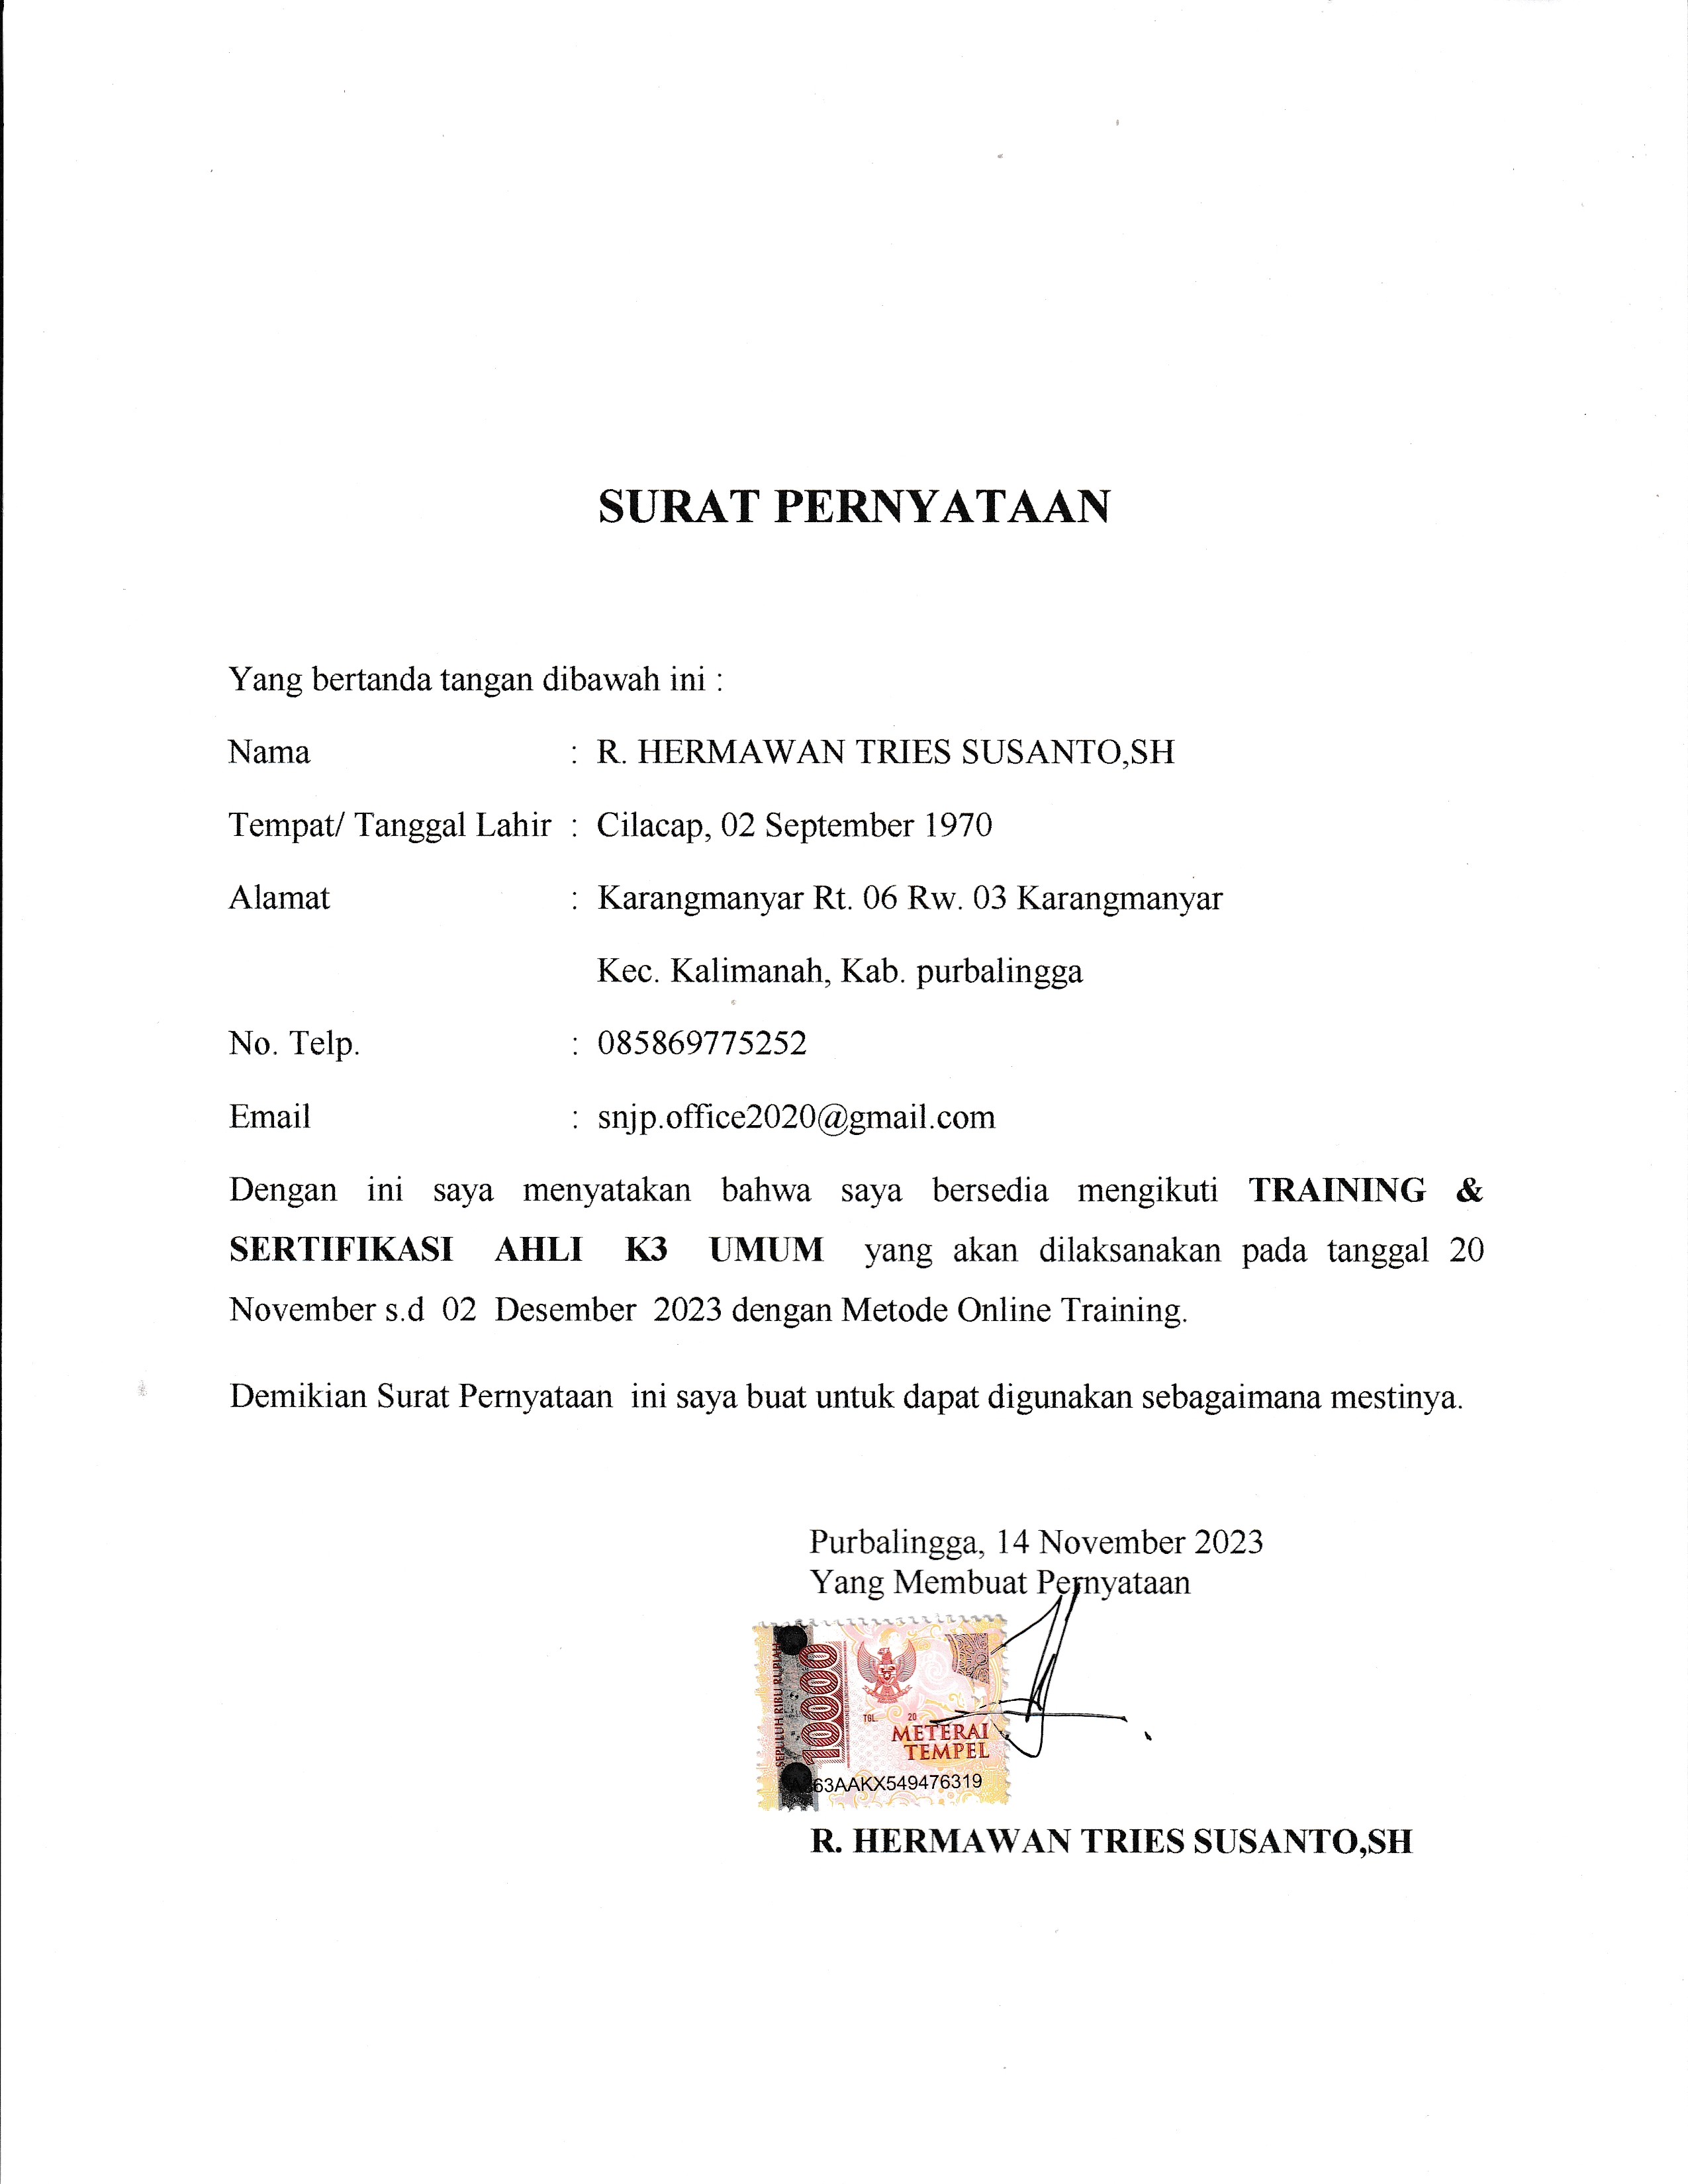 SURAT PERNYATAAN
Yang bertanda tangan dibawah ini :
Nama : R. HERMAWAN TRIES SUSANTO,SH
Tempat/ Tanggal Lahir : Cilacap, 02 September 1970
Alamat : Karangmanyar Rt. 06 Rw. 03 Karangmanyar
Kec. Kalimanah, Kab. purbalingga
No. Telp. : 085869775252
Email : snjp.office2020@gmail.com
Dengan ini saya menyatakan bahwa saya bersedia mengikuti TRAINING &
SERTIFIKASI AHLI K3 UMUM yang akan dilaksanakan pada tanggal 20
November s.d 02 Desember 2023 dengan Metode Online Training.
Demikian Surat Pernyataan ini saya buat untuk dapat digunakan sebagaimana mestinya.
Purbalingga, 14 November 2023
Yang Membuat Pernyataan
SEPULUH RIBU RUPIAH
10000
TGL. 20
METERAI
TEMPEL
63AAKX549476319
R. HERMAWAN TRIES SUSANTO,SH